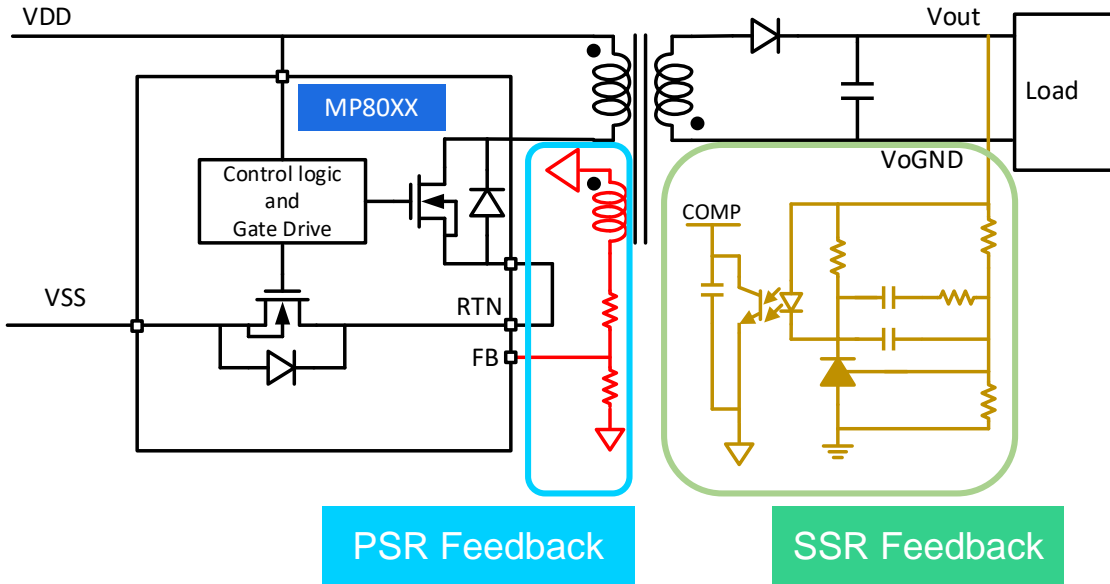 VDD
Vout
MP80XX
Load
Control logic
and
Gate Drive
VoGND
COMP
VSS
RTN
FB
PSR Feedback
SSR Feedback